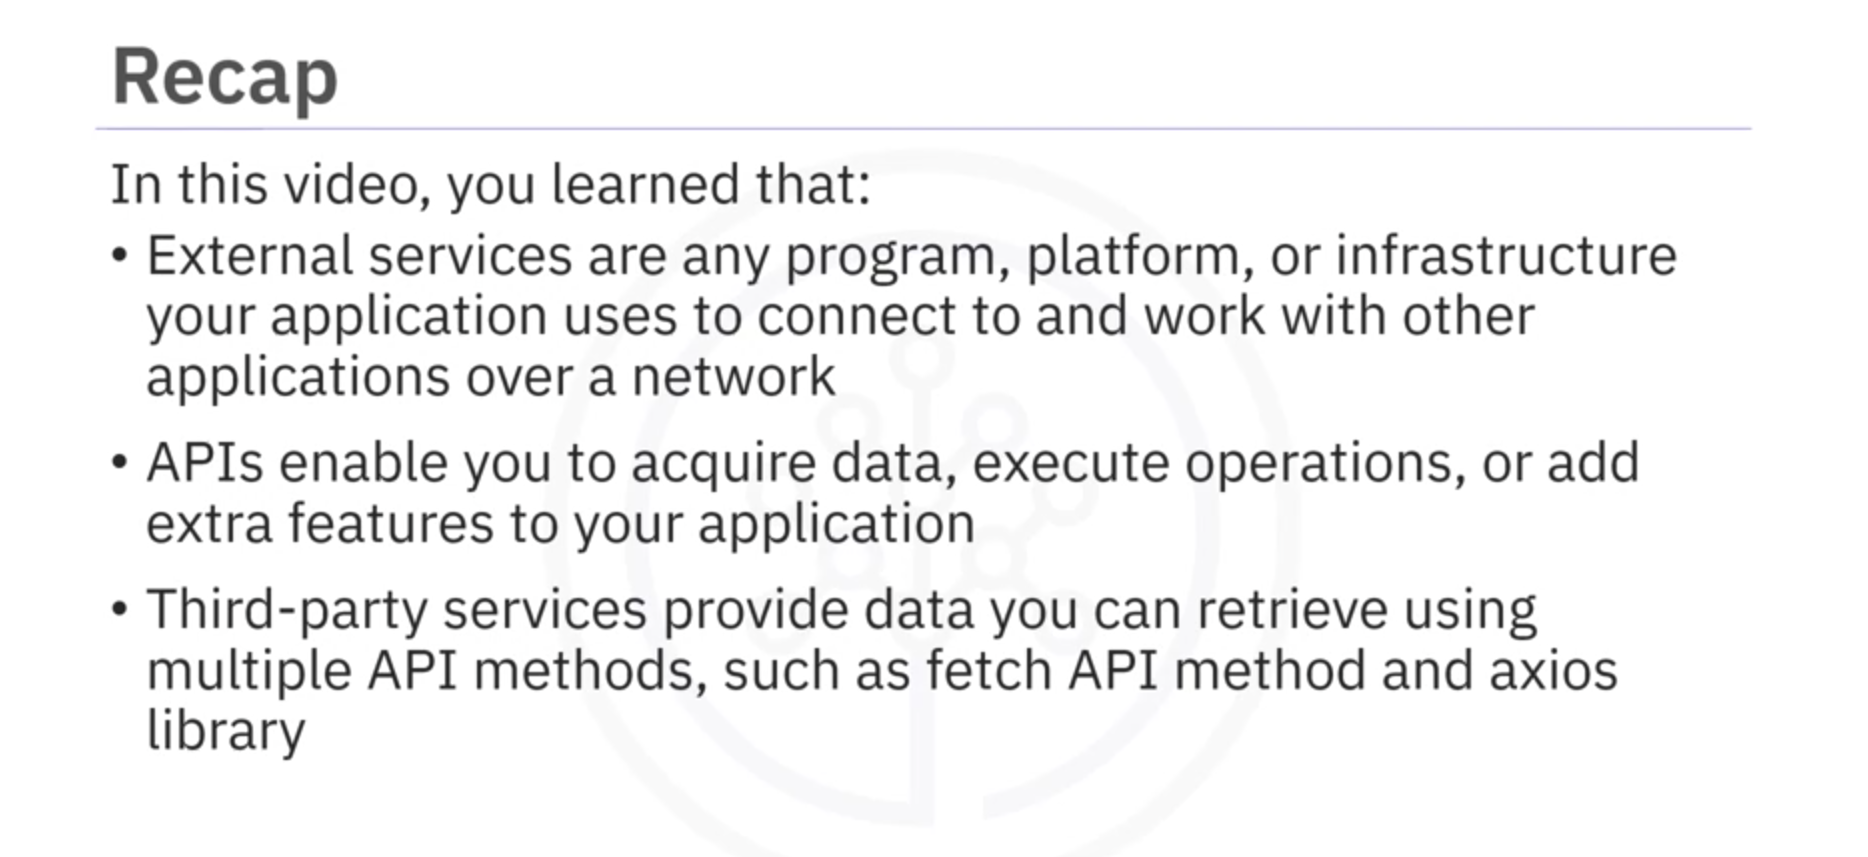 Recap
In this video, you learned that:
• External services are any program, platform, or infrastructure
your application uses to connect to and work with other
applications over a network
• APIs enable you to acquire data, execute operations, or add
extra features to your application
• Third-party services provide data you can retrieve using
multiple API methods, such as fetch API method and axios
library